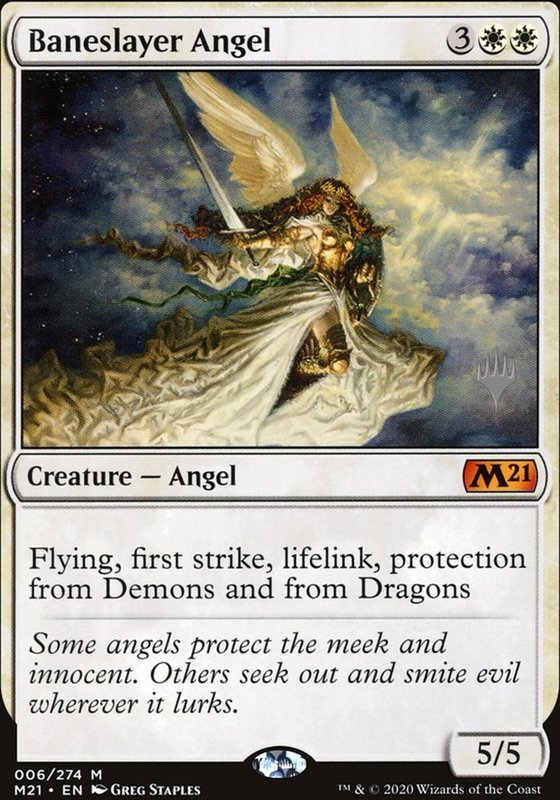 Baneslayer Angel 3
Creature — Angel M21
Flying, first strike, lifelink, protection
from Demons and from Dragons
Some angels protect the meek and
innocent. Others seek out and smite evil
wherever it lurks.
5/5
006/274 M
M21 • EN GREG STAPLES ™ & © 2020 Wizards of the Coast